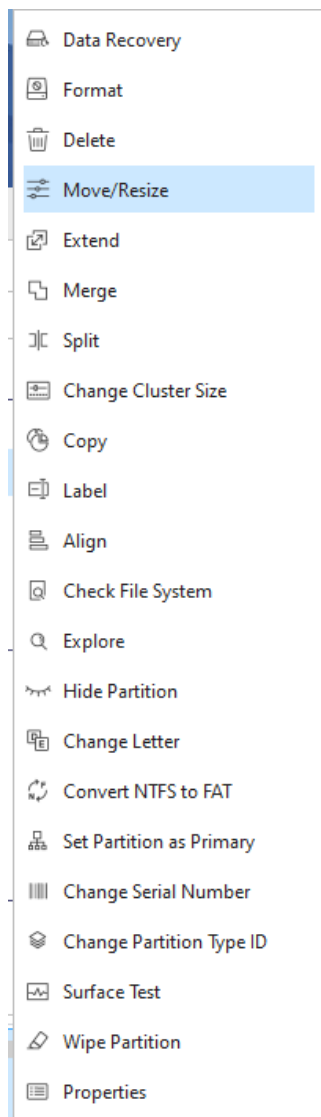 Data Recovery
Format
Delete
Move/Resize
Extend
Merge
Split
Change Cluster Size
Copy
Label
Align
Check File System
Explore
Hide Partition
Change Letter
Convert NTFS to FAT
Set Partition as Primary
Change Serial Number
Change Partition Type ID
Surface Test
Wipe Partition
Properties